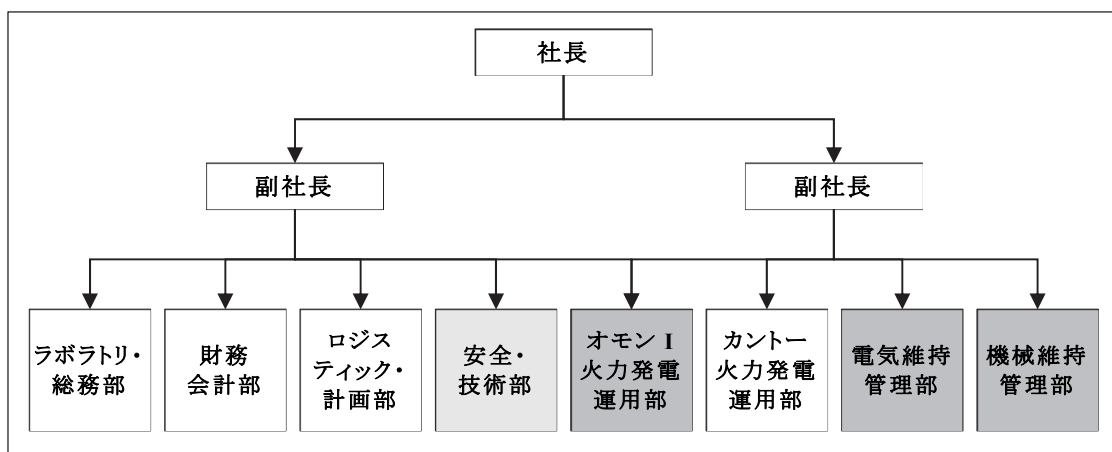 社長
副社長
副社長
ラボラトリ・
総務部
財務
会計部
ロジス
ティック・
計画部
安全・
技術部
オモン I
火力発電
運用部
カントー
火力発電
運用部
電気維持
管理部
機械維持
管理部